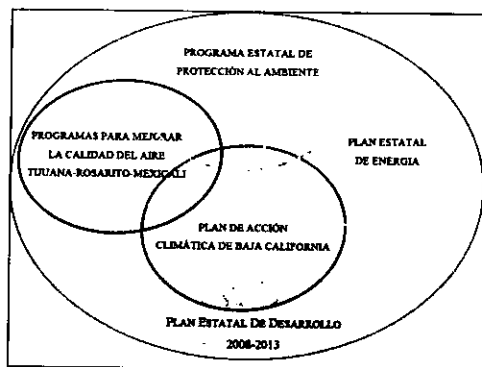 PROGRAMA ESTATAL DE
PROTECCIÓN AL AMBIENTE
PROGRAMAS PARA MEJORAR
LA CALIDAD DEL AIRE
TIJUANA-ROSARITO-MEXICALI
PLAN ESTATAL
DE ENERGIA
PLAN DE ACCIÓN
CLIMÁTICA DE BAJA CALIFORNIA
PLAN ESTATAL DE DESARROLLO
2008-2013